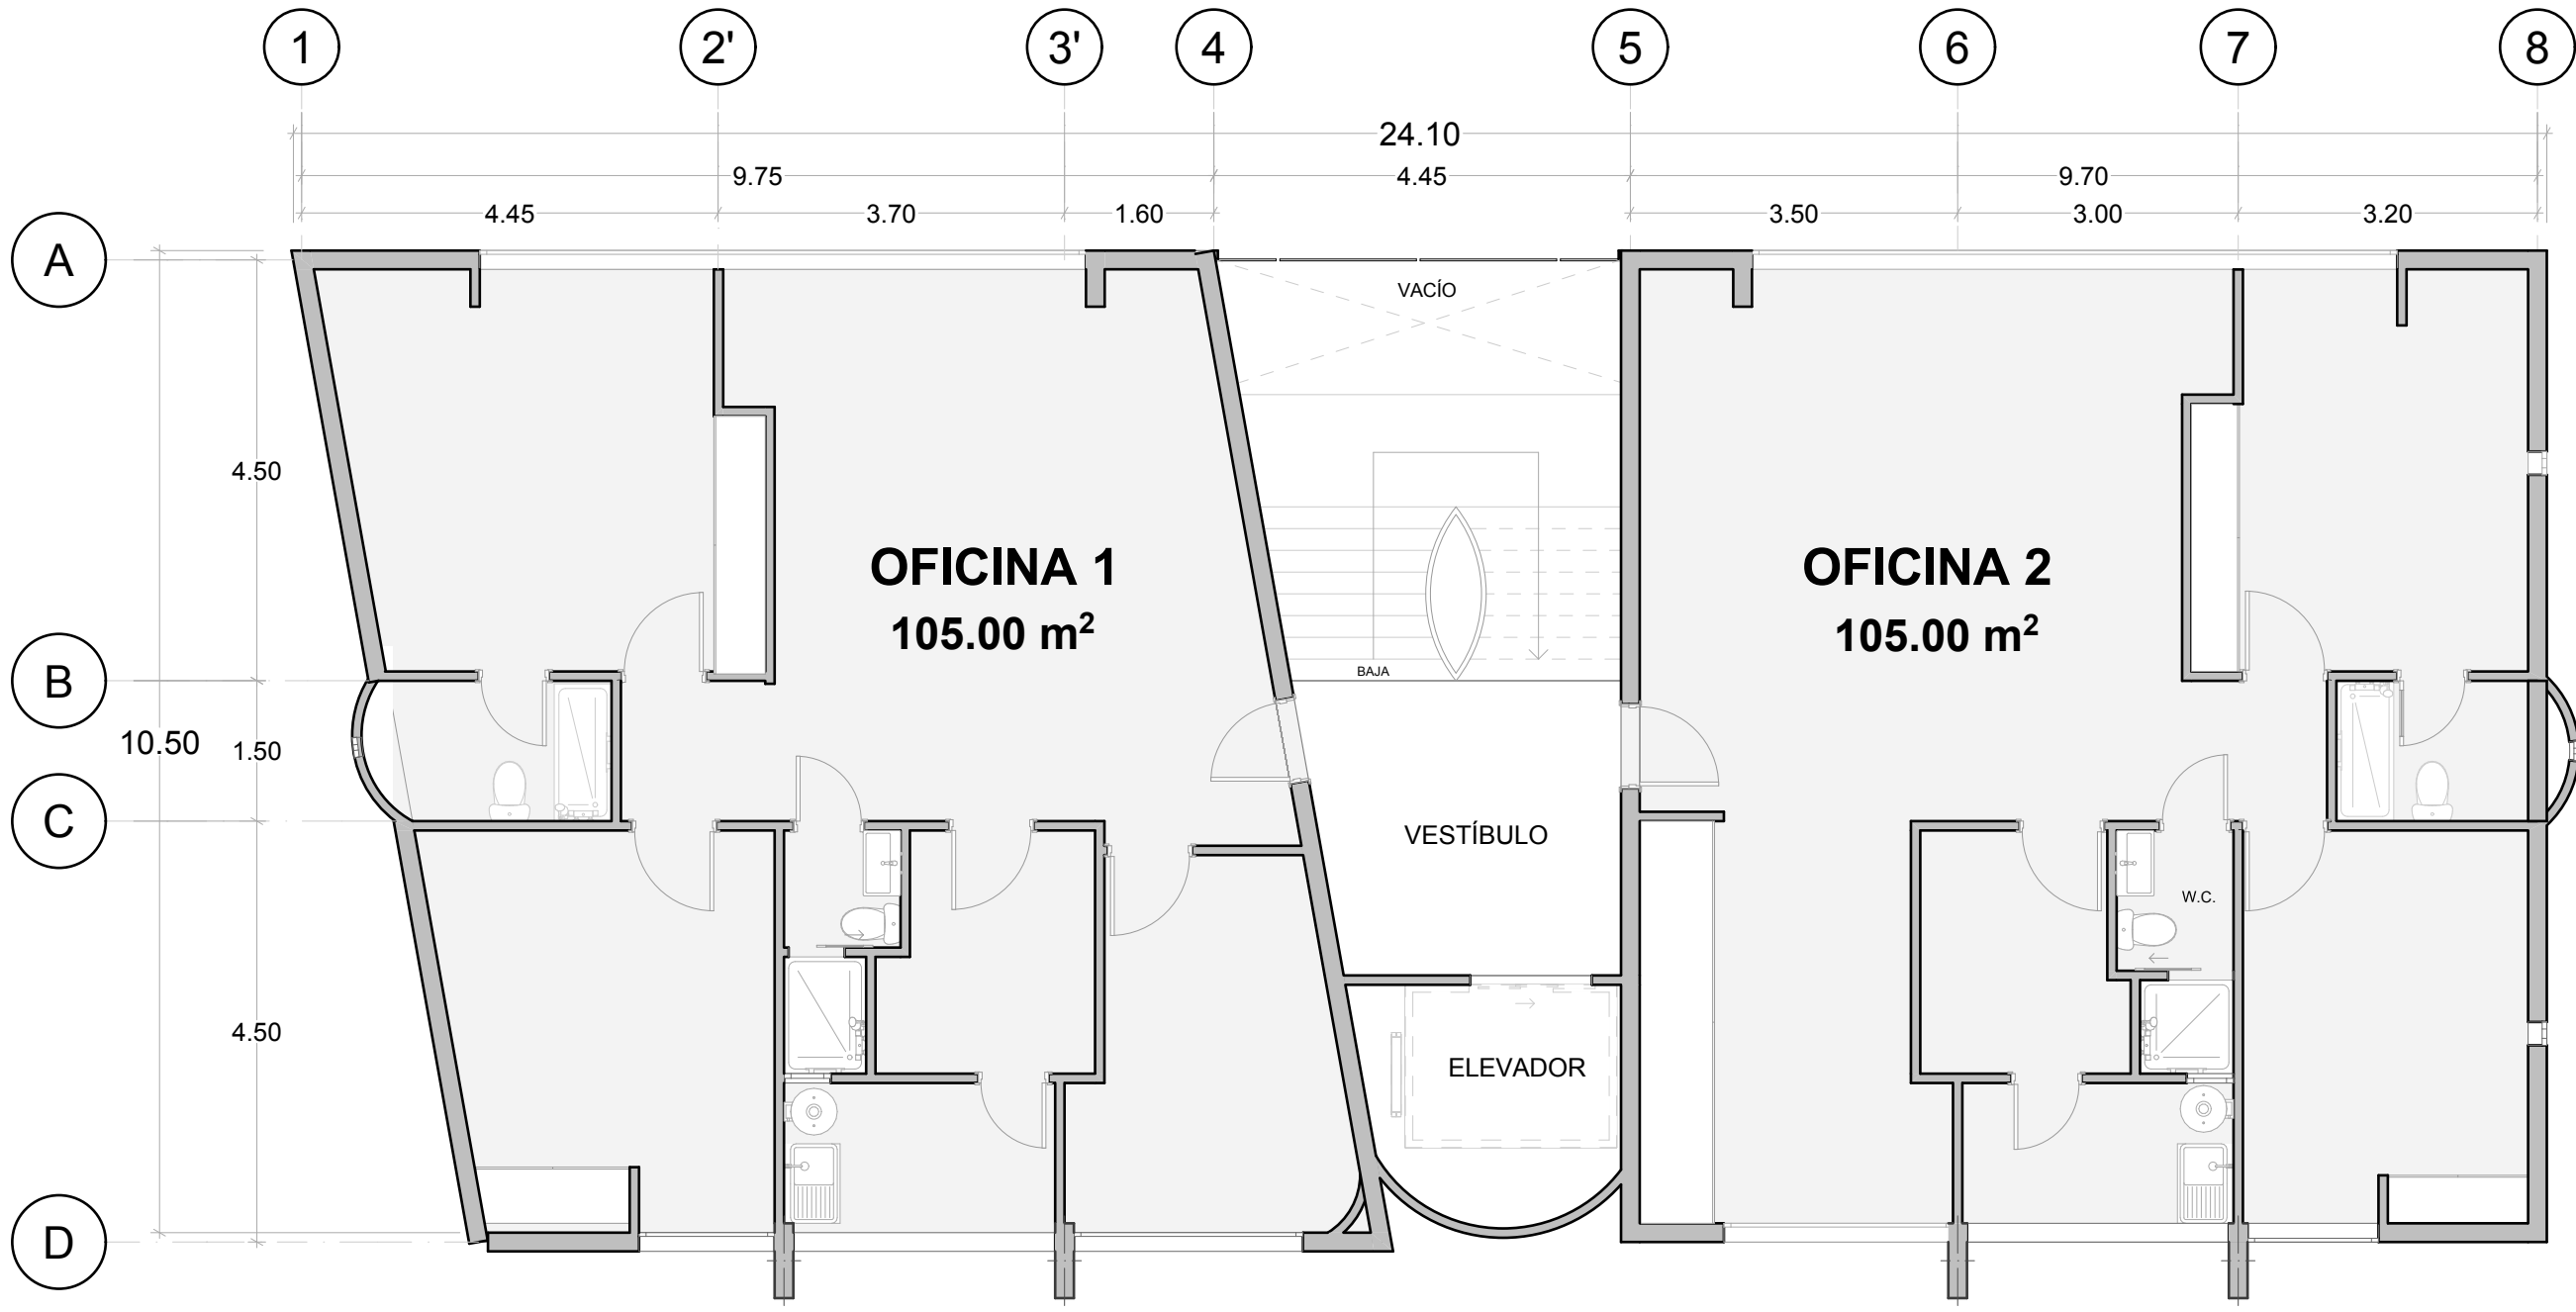 1 2' 3' 4 5 6 7 8
24.10
9.75 4.45 9.70
4.45 3.70 1.60 3.50 3.00 3.20
A
VACÍO
4.50
OFICINA 1
105.00 m²
OFICINA 2
105.00 m²
BAJA
B
10.50
1.50
C
VESTÍBULO
W.C.
4.50
ELEVADOR
D